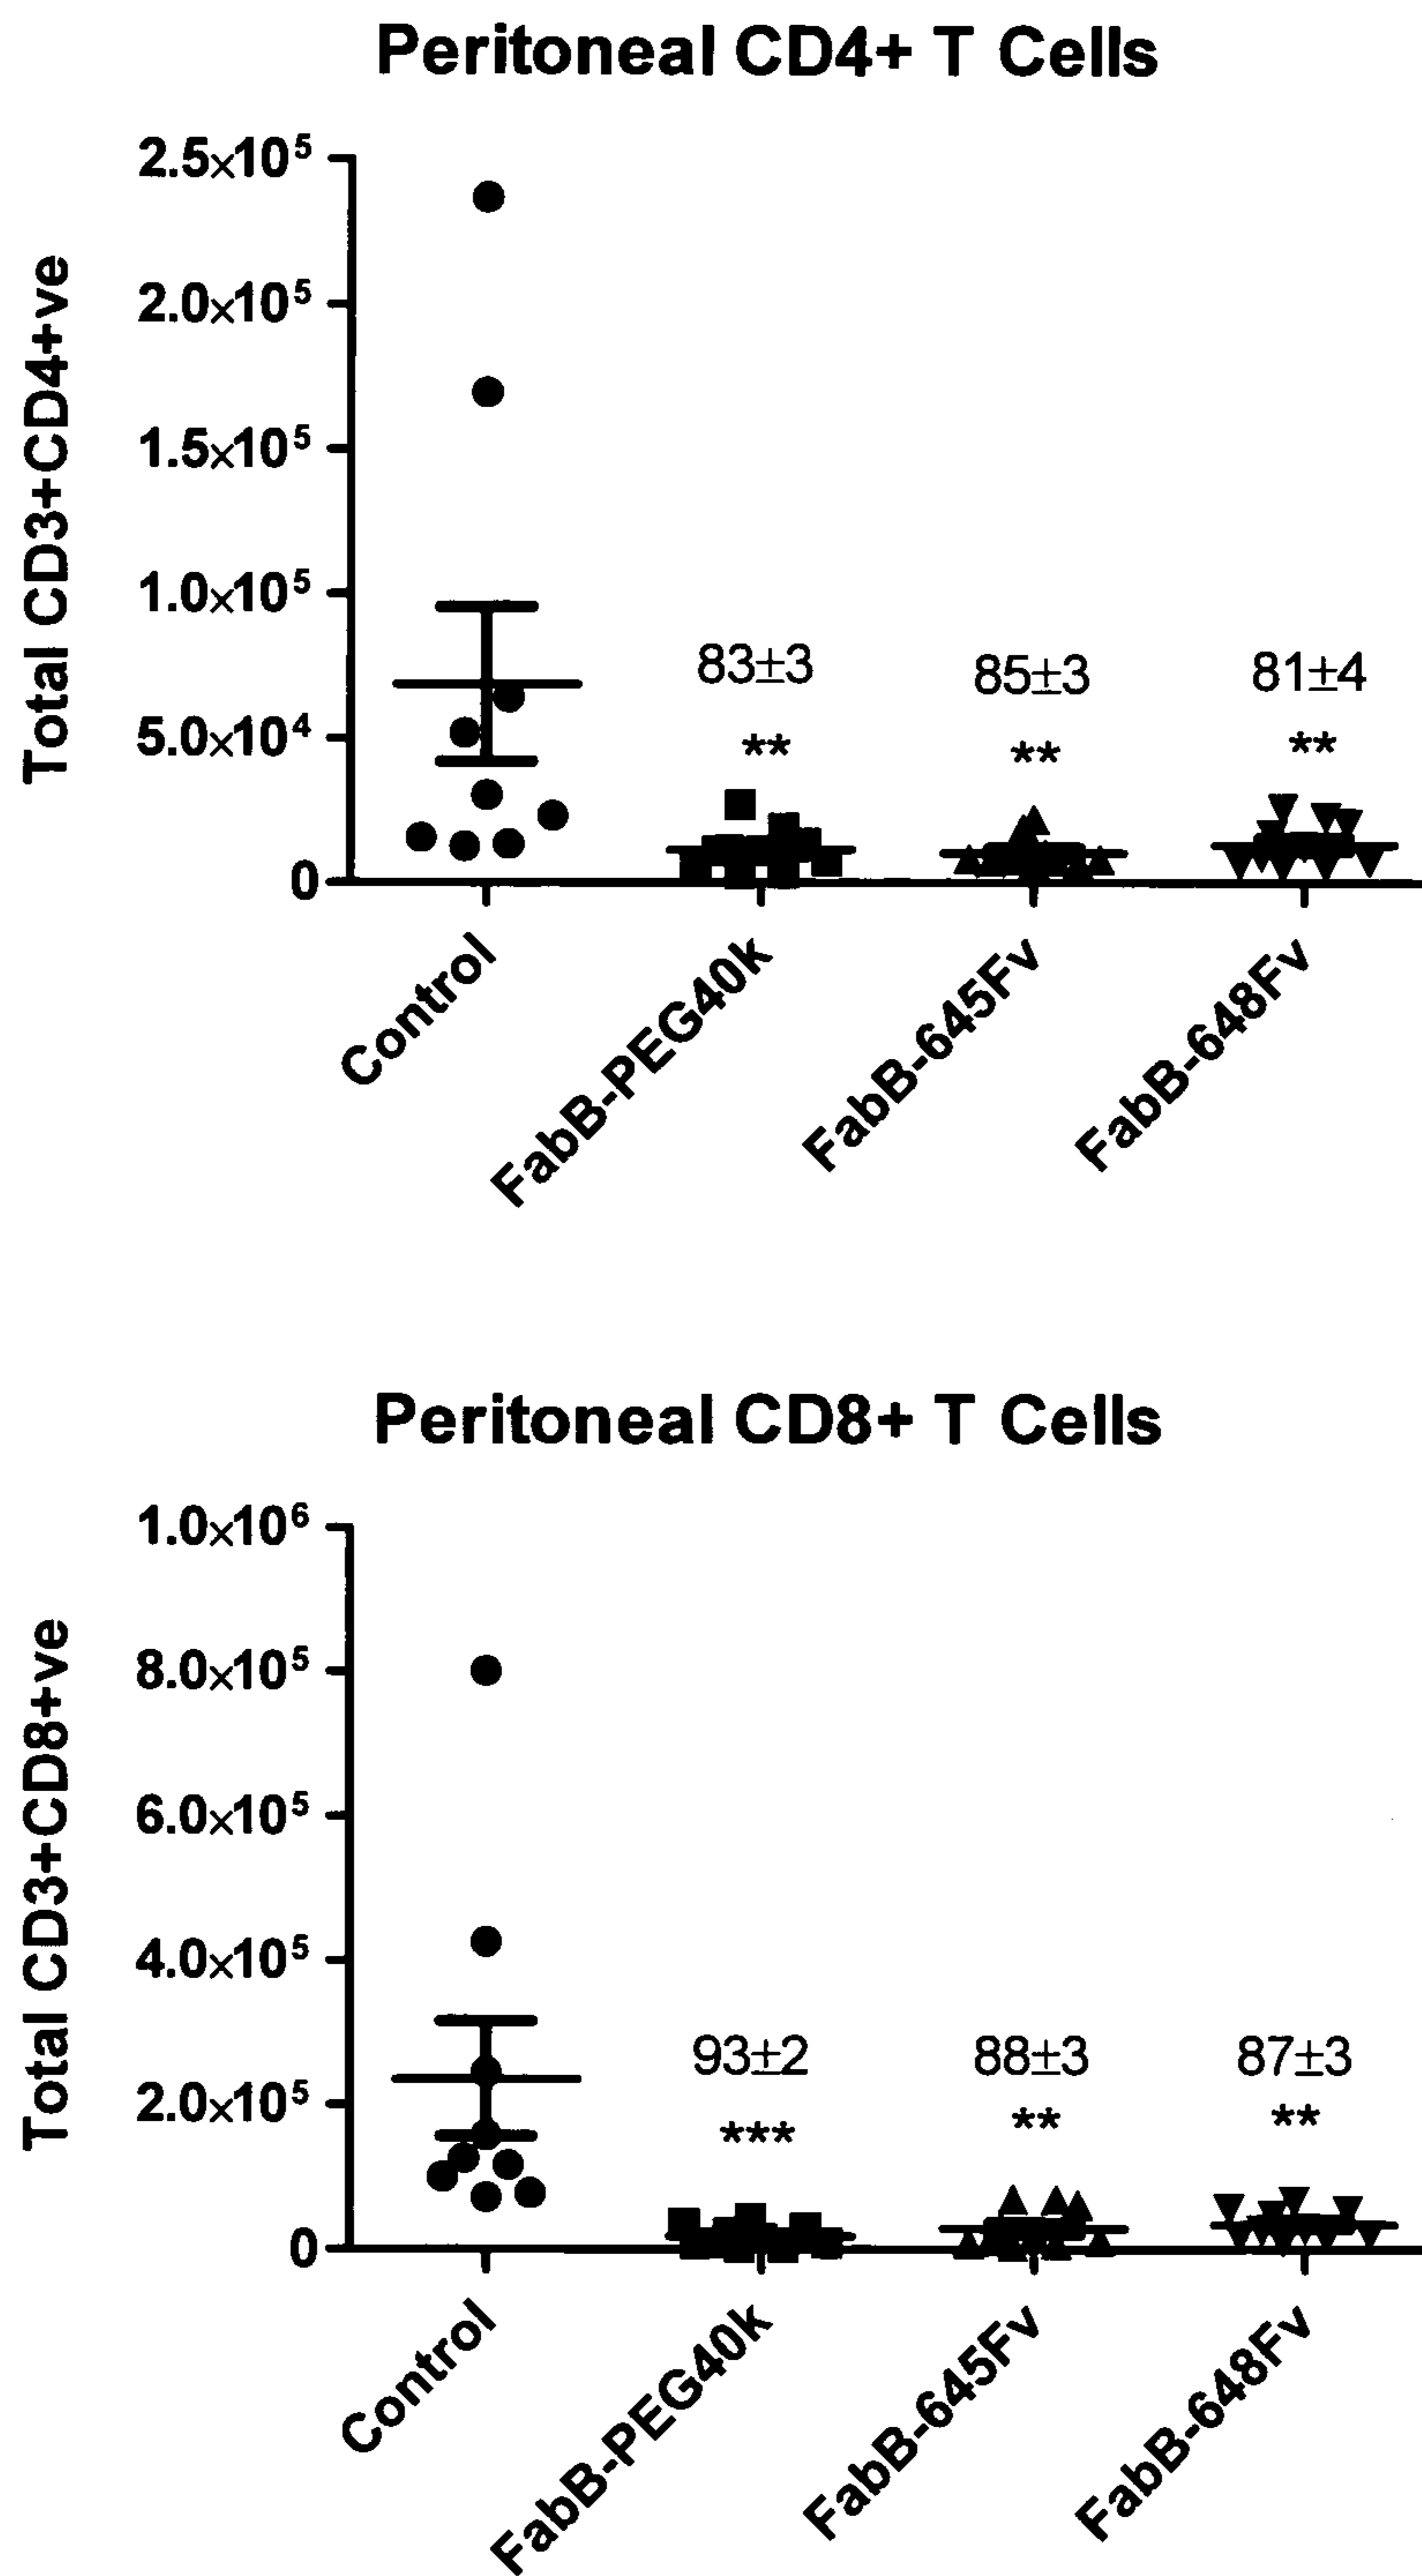 Peritoneal CD4+ T Cells
Total CD3+CD4+ve
2.5×10⁵
2.0×10⁵
1.5×10⁵
1.0×10⁵
5.0×10⁴
0
83±3
85±3
81±4
**
**
**
Control
FabB-PEG40k
FabB-645Fv
FabB-648Fv
Peritoneal CD8+ T Cells
Total CD3+CD8+ve
1.0×10⁶
8.0×10⁵
6.0×10⁵
4.0×10⁵
2.0×10⁵
0
93±2
88±3
87±3
***
**
**
Control
FabB-PEG40k
FabB-645Fv
FabB-648Fv